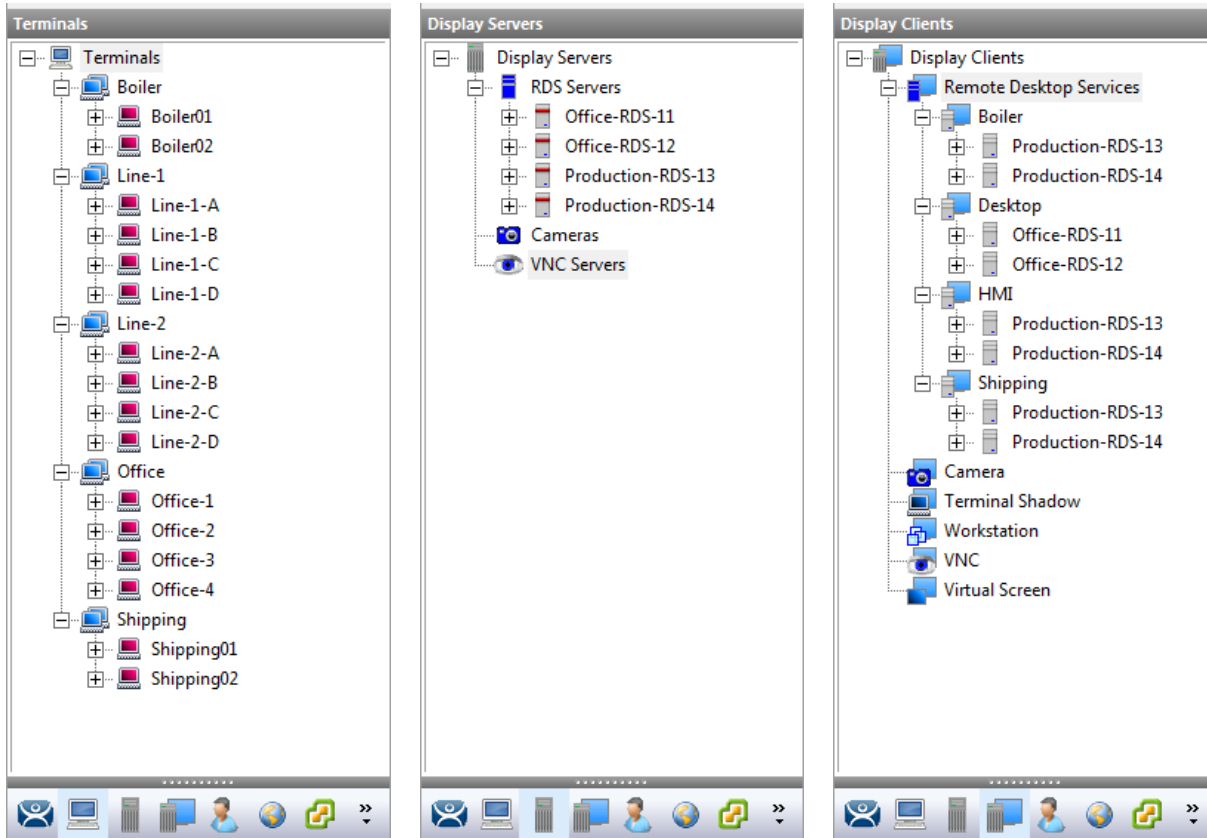 Terminals
Terminals
Boiler
Boiler01
Boiler02
Line-1
Line-1-A
Line-1-B
Line-1-C
Line-1-D
Line-2
Line-2-A
Line-2-B
Line-2-C
Line-2-D
Office
Office-1
Office-2
Office-3
Office-4
Shipping
Shipping01
Shipping02
Display Servers
Display Servers
RDS Servers
Office-RDS-11
Office-RDS-12
Production-RDS-13
Production-RDS-14
Cameras
VNC Servers
Display Clients
Display Clients
Remote Desktop Services
Boiler
Production-RDS-13
Production-RDS-14
Desktop
Office-RDS-11
Office-RDS-12
HMI
Production-RDS-13
Production-RDS-14
Shipping
Production-RDS-13
Production-RDS-14
Camera
Terminal Shadow
Workstation
VNC
Virtual Screen